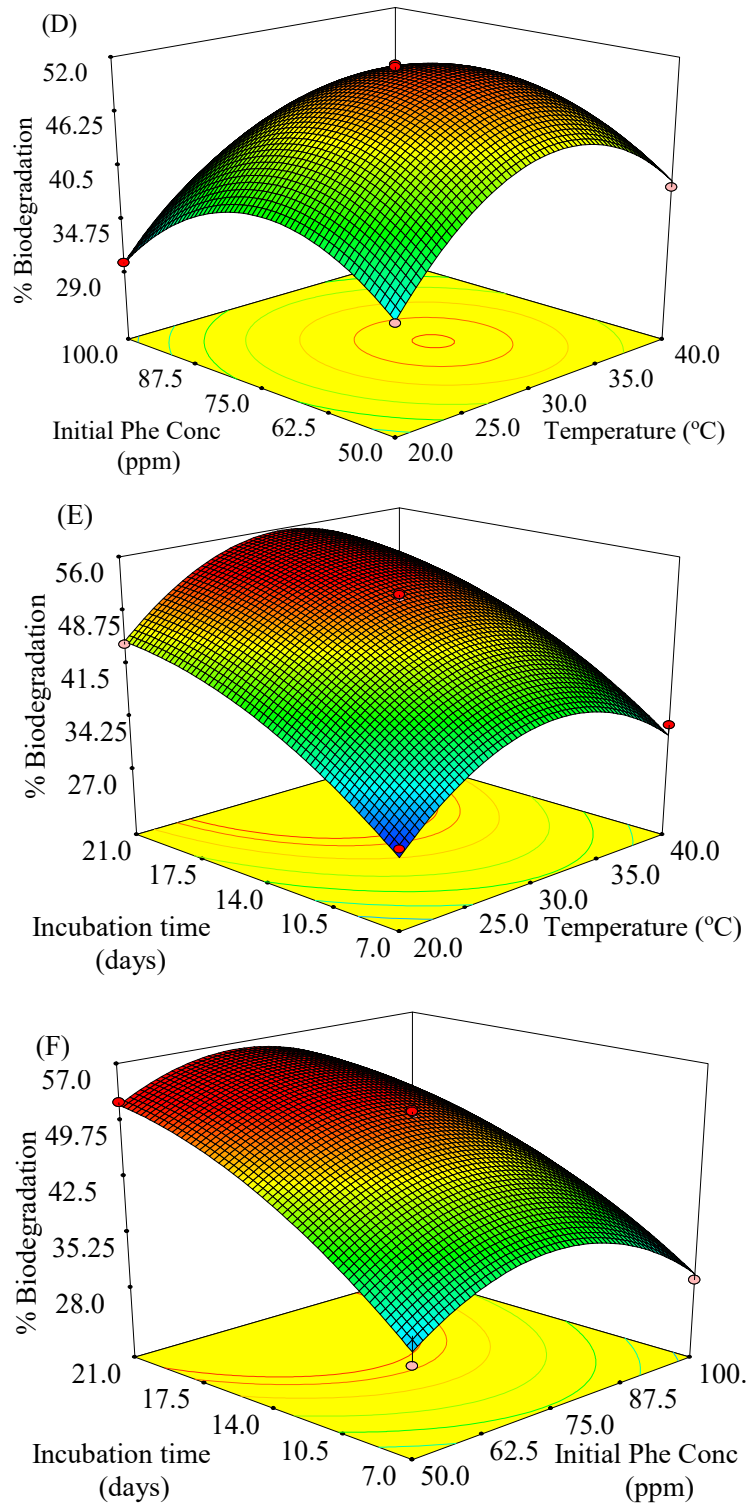 (D)
52.0
46.25
40.5
34.75
29.0
% Biodegradation
100.0
87.5
75.0
62.5
50.0
Initial Phe Conc
(ppm)
20.0
25.0
30.0
35.0
40.0
Temperature (ºC)
(E)
56.0
48.75
41.5
34.25
27.0
% Biodegradation
21.0
17.5
14.0
10.5
7.0
Incubation time
(days)
20.0
25.0
30.0
35.0
40.0
Temperature (ºC)
(F)
57.0
49.75
42.5
35.25
28.0
% Biodegradation
21.0
17.5
14.0
10.5
7.0
Incubation time
(days)
50.0
62.5
75.0
87.5
100.
Initial Phe Conc
(ppm)